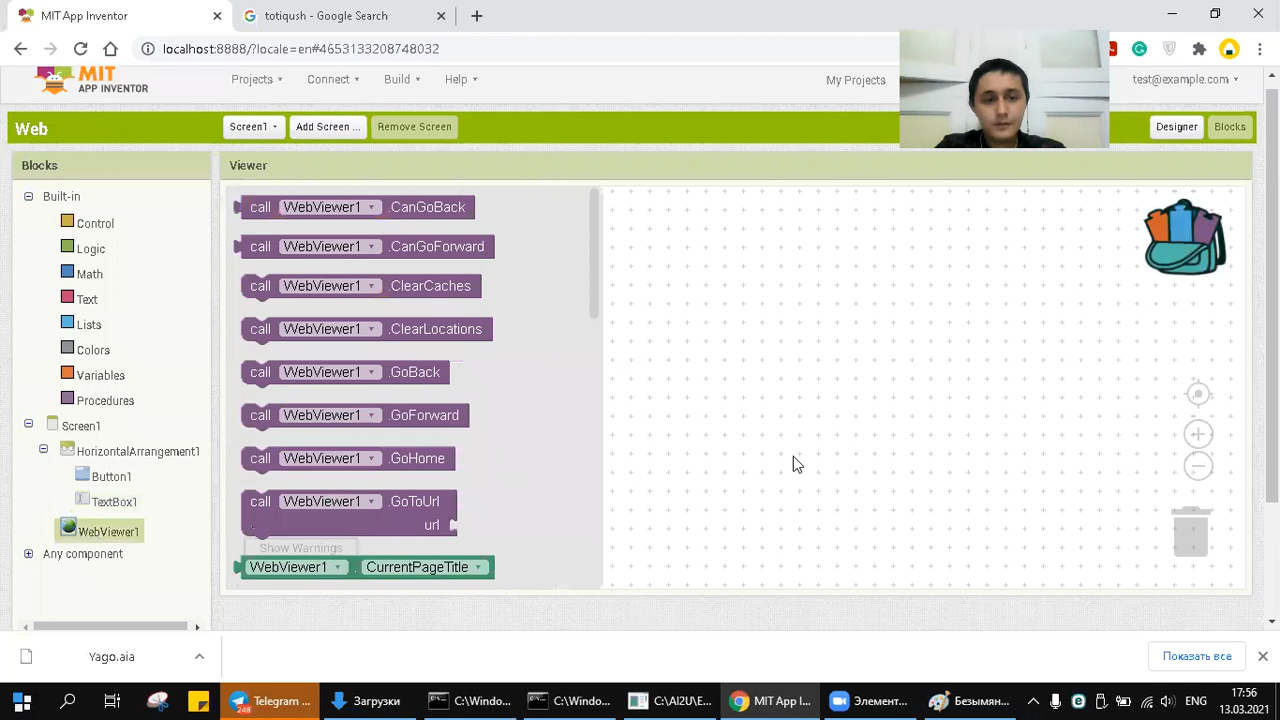 MIT App Inventor
totiqush - Google Search
localhost:8888/?locale=en#4653133208748032
MIT
APP INVENTOR
Projects
Connect
Build
Help
My Projects
test@example.com
Web
Screen1
Add Screen ...
Remove Screen
Designer
Blocks
Blocks
Viewer
Built-in
Control
Logic
Math
Text
Lists
Colors
Variables
Procedures
Screen1
HorizontalArrangement1
Button1
TextBox1
WebViewer1
Any component
call WebViewer1 .CanGoBack
call WebViewer1 .CanGoForward
call WebViewer1 .ClearCaches
call WebViewer1 .ClearLocations
call WebViewer1 .GoBack
call WebViewer1 .GoForward
call WebViewer1 .GoHome
call WebViewer1 .GoToUrl
url
Show Warnings
WebViewer1 . CurrentPageTitle
Yago.aia
Показать все
248
Telegram ...
Загрузки
C:\Windo...
C:\Windo...
C:\AI2U\E...
MIT App I...
Элемент...
Безымян...
ENG
17:56
13.03.2021